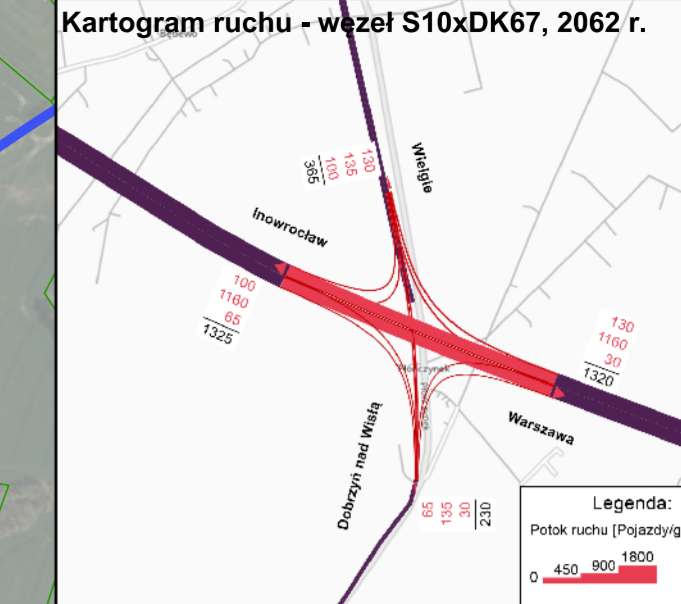 Kartogram ruchu - węzeł S10xDK67, 2062 r.
Będewo
Wielgie
130
135
100
365
Inowrocław
100
1160
65
1325
130
1160
30
1320
Warszawa
Dobrzyń nad Wisłą
65
135
30
230
Legenda:
Potok ruchu [Pojazdy/g
0 450 900 1800